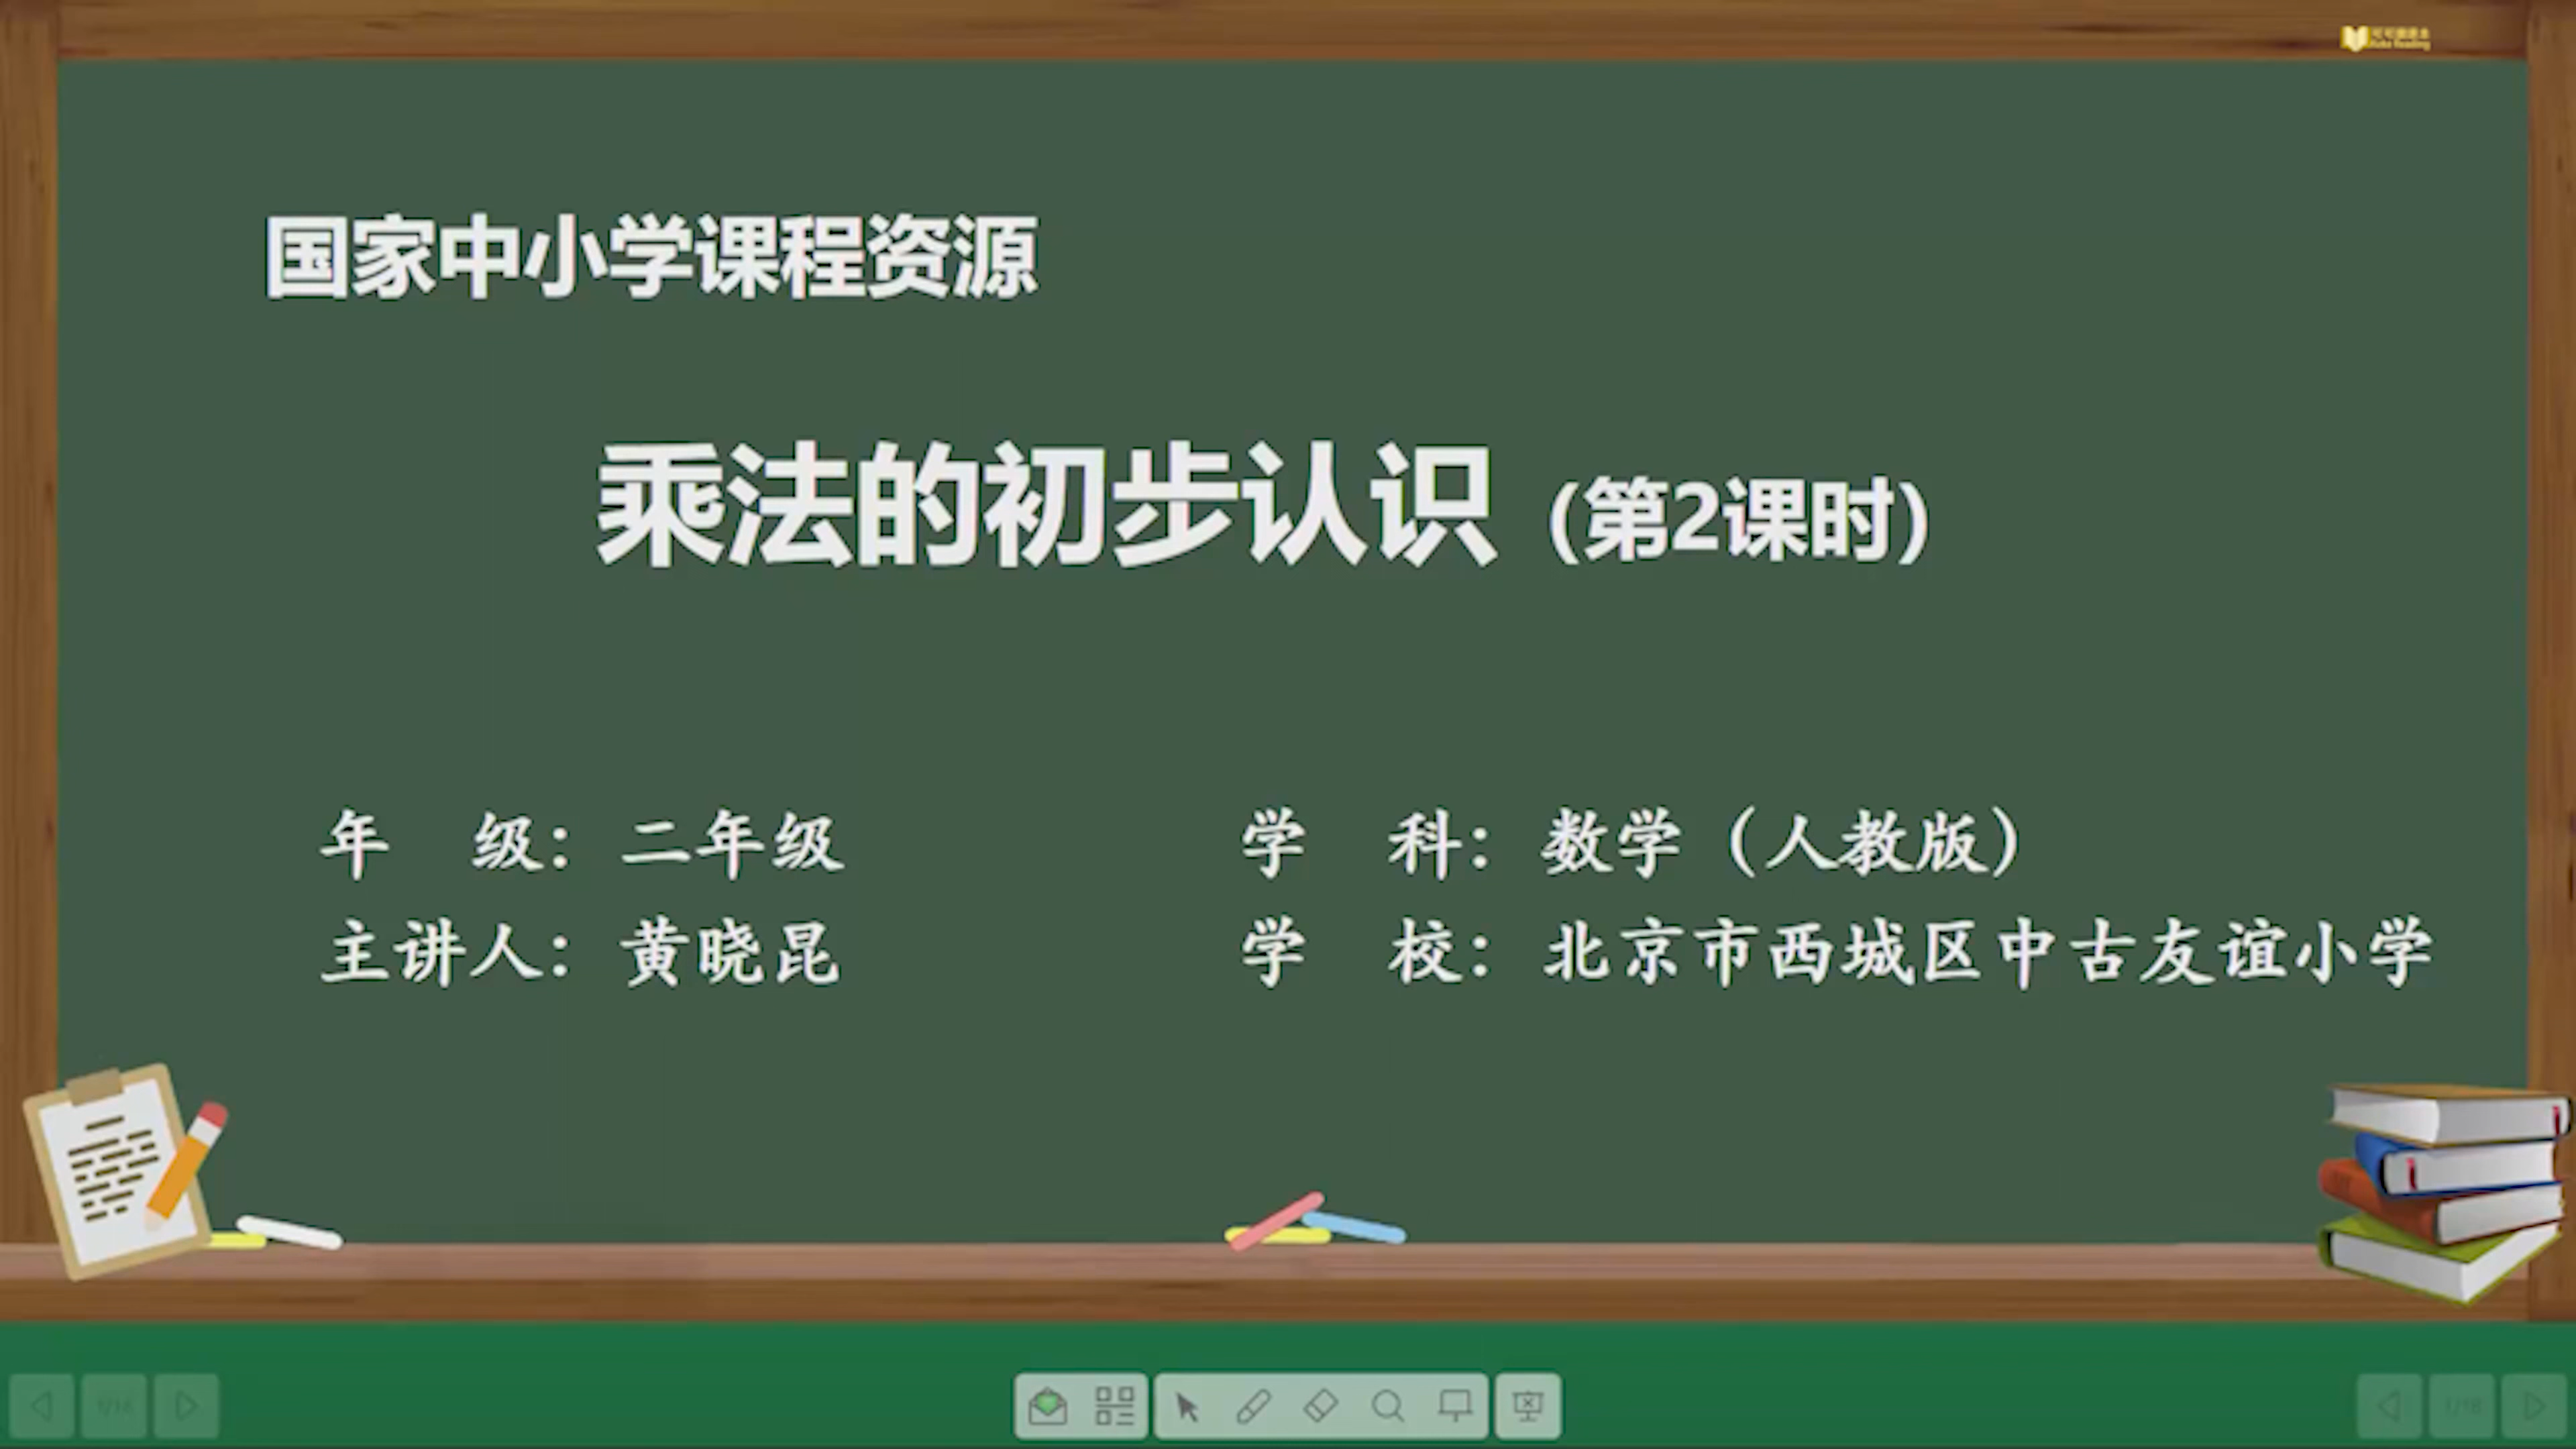 国家中小学课程资源
乘法的初步认识（第2课时）
年 级：二年级 学 科：数学（人教版）
主讲人：黄晓昆 学 校：北京市西城区中古友谊小学